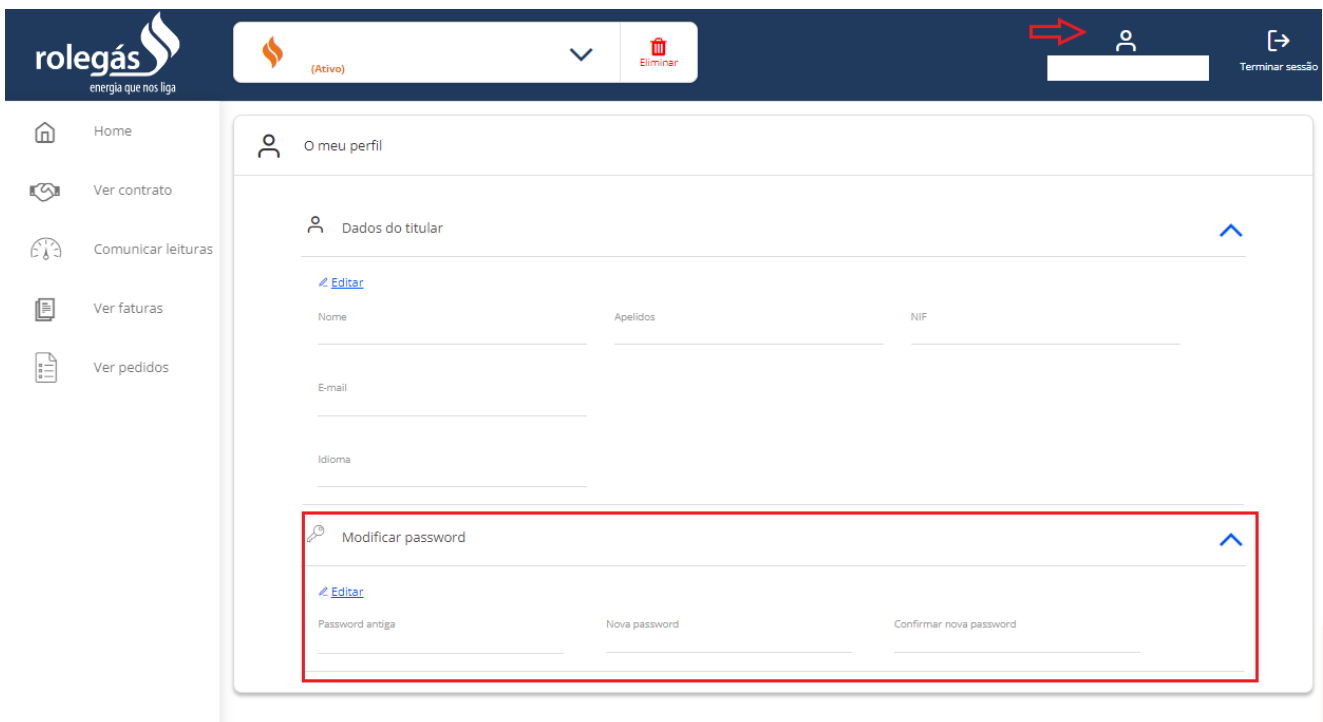 rolegás
energia que nos liga
(Ativo)
Eliminar
Terminar sessão
Home
Ver contrato
Comunicar leituras
Ver faturas
Ver pedidos
O meu perfil
Dados do titular
Editar
Nome Apelidos NIF
E-mail
Idioma
Modificar password
Editar
Password antiga Nova password Confirmar nova password